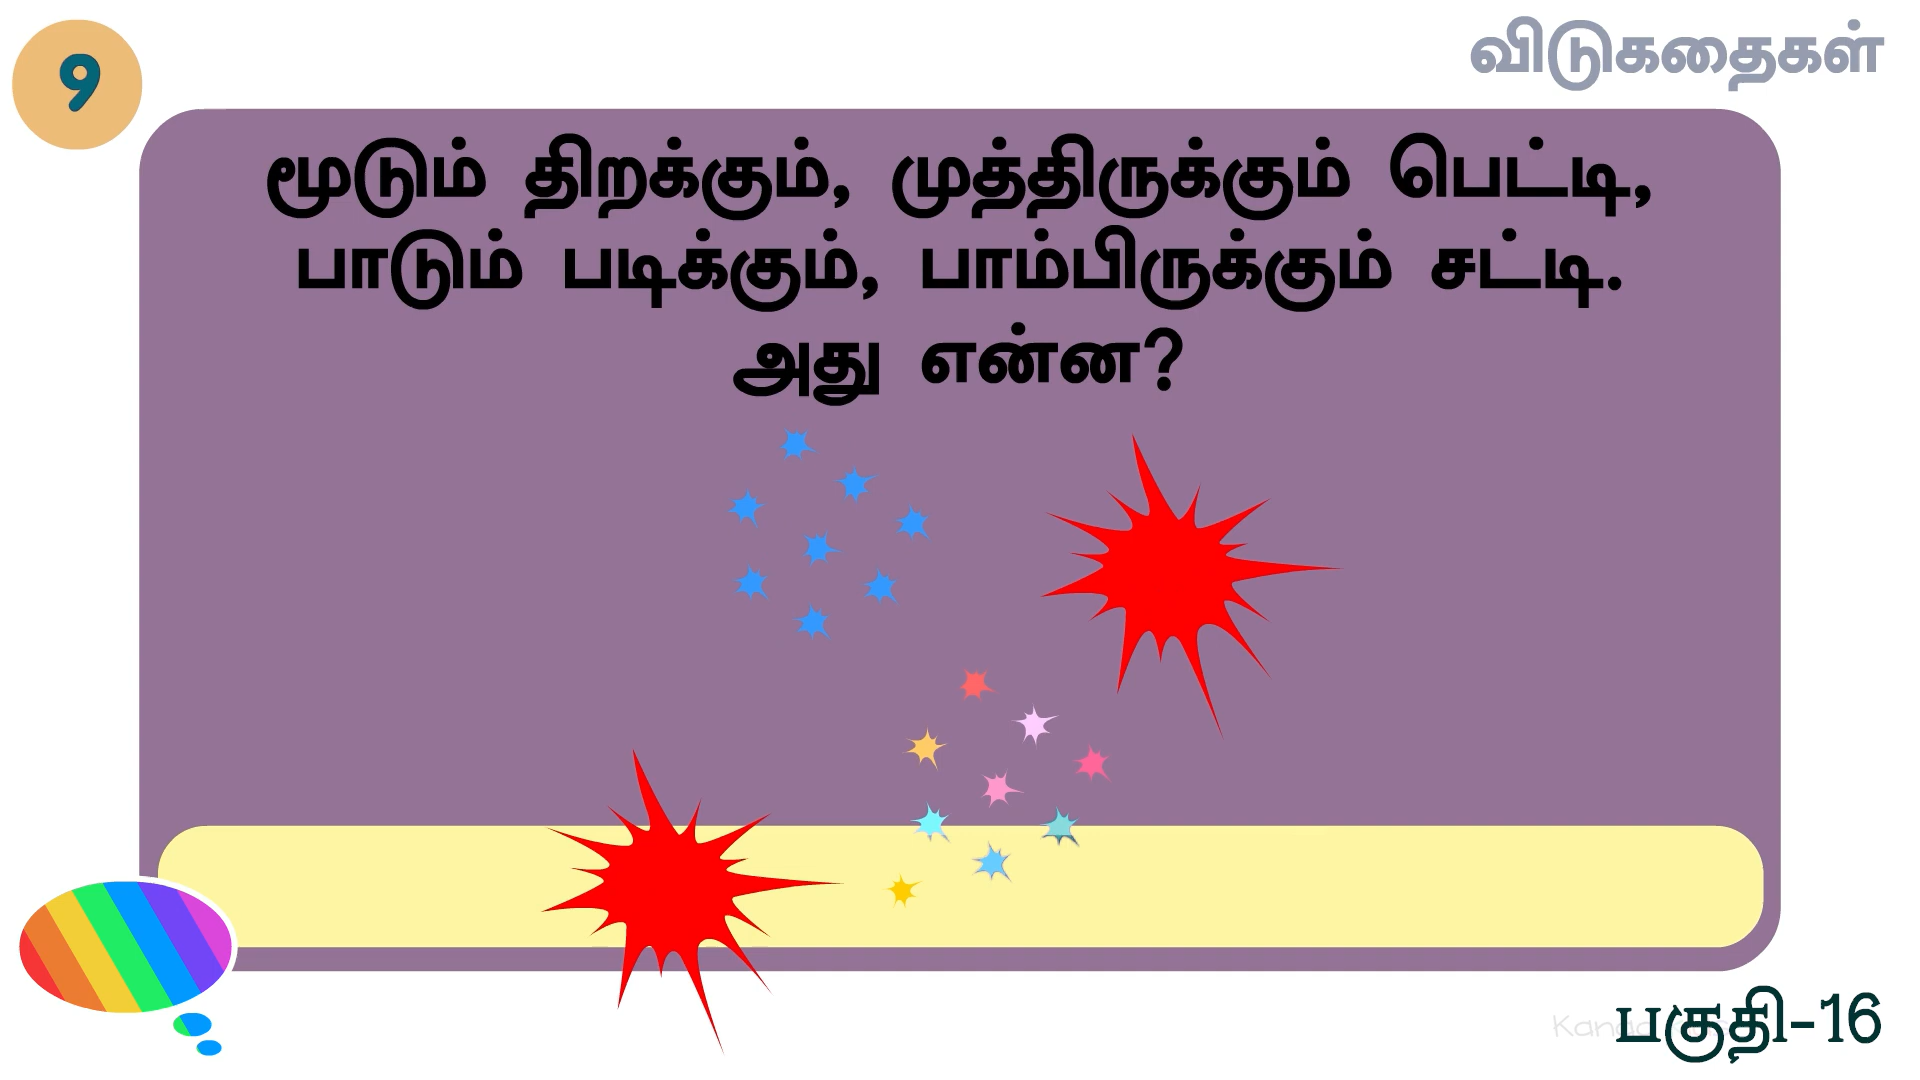 9
விடுகதைகள்
மூடும் திறக்கும், முத்திருக்கும் பெட்டி,
பாடும் படிக்கும், பாம்பிருக்கும் சட்டி.
அது என்ன?
பகுதி-16